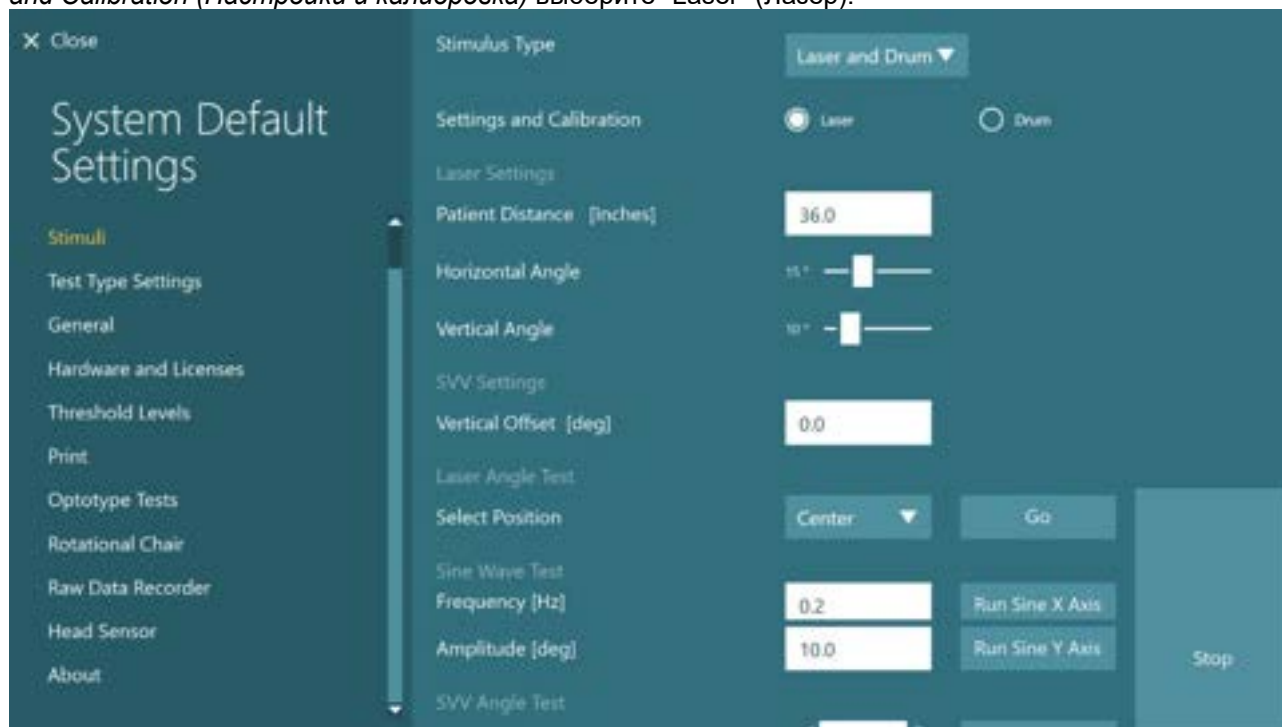 and Calibration (Настройки и калибровка) выберите "Laser" (Лазер).
Close
System Default
Settings
Stimuli
Test Type Settings
General
Hardware and Licenses
Threshold Levels
Print
Optotype Tests
Rotational Chair
Raw Data Recorder
Head Sensor
About
Stimulus Type
Laser and Drum
Settings and Calibration
Laser
Drum
Laser Settings
Patient Distance [Inches]
36.0
Horizontal Angle
15 °
Vertical Angle
10 °
SVV Settings
Vertical Offset [deg]
0.0
Laser Angle Test
Select Position
Center
Go
Sine Wave Test
Frequency [Hz]
0.2
Run Sine X Axis
Amplitude [deg]
10.0
Run Sine Y Axis
Stop
SVV Angle Test